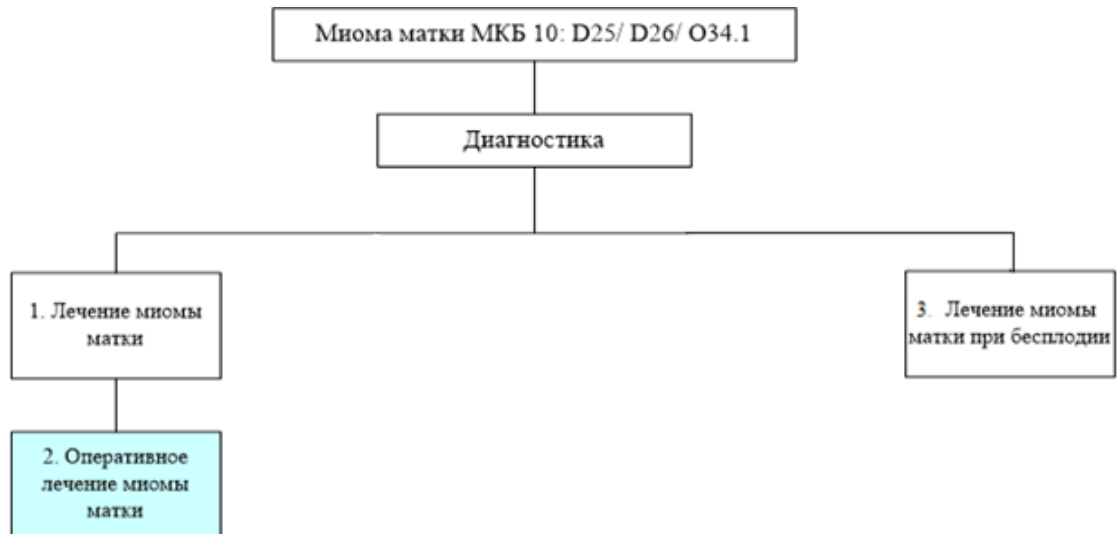 Миома матки МКБ 10: D25/ D26/ O34.1
Диагностика
1. Лечение миомы
матки
3. Лечение миомы
матки при бесплодии
2. Оперативное
лечение миомы
матки